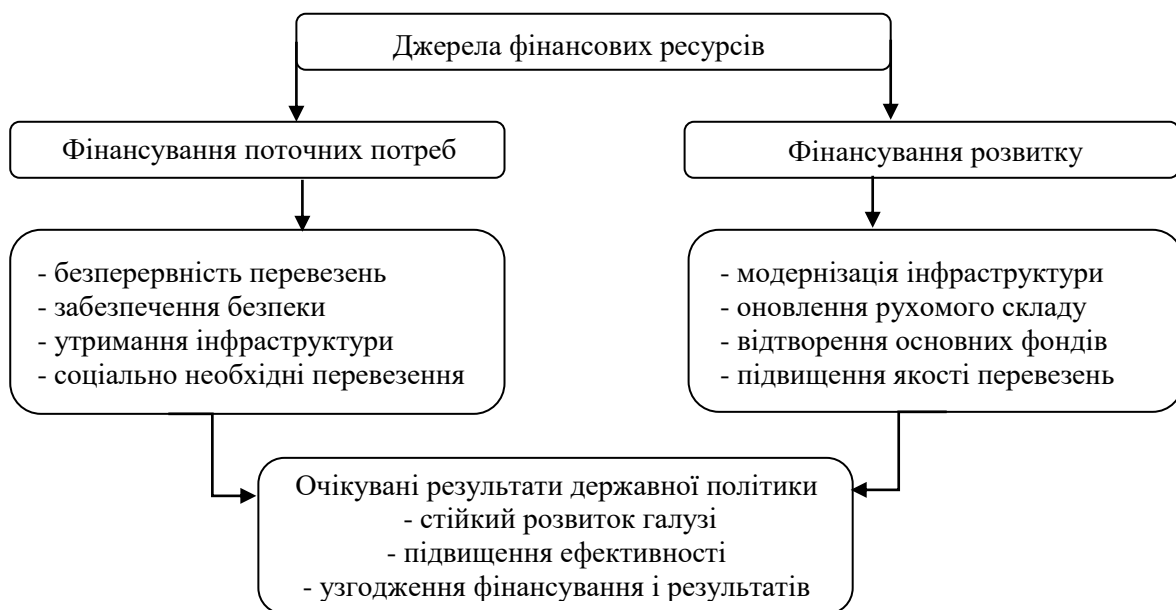 Джерела фінансових ресурсів
Фінансування поточних потреб
Фінансування розвитку
- безперервність перевезень
- забезпечення безпеки
- утримання інфраструктури
- соціально необхідні перевезення
- модернізація інфраструктури
- оновлення рухомого складу
- відтворення основних фондів
- підвищення якості перевезень
Очікувані результати державної політики
- стійкий розвиток галузі
- підвищення ефективності
- узгодження фінансування і результатів